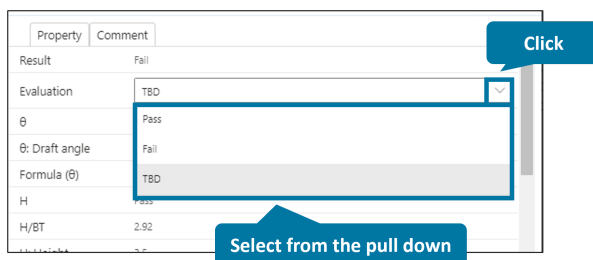 Property Comment
Click
Result Fail
Evaluation TBD
θ Pass
θ: Draft angle Fail
Formula (θ) TBD
H Pass
H/BT 2.92
Select from the pull down